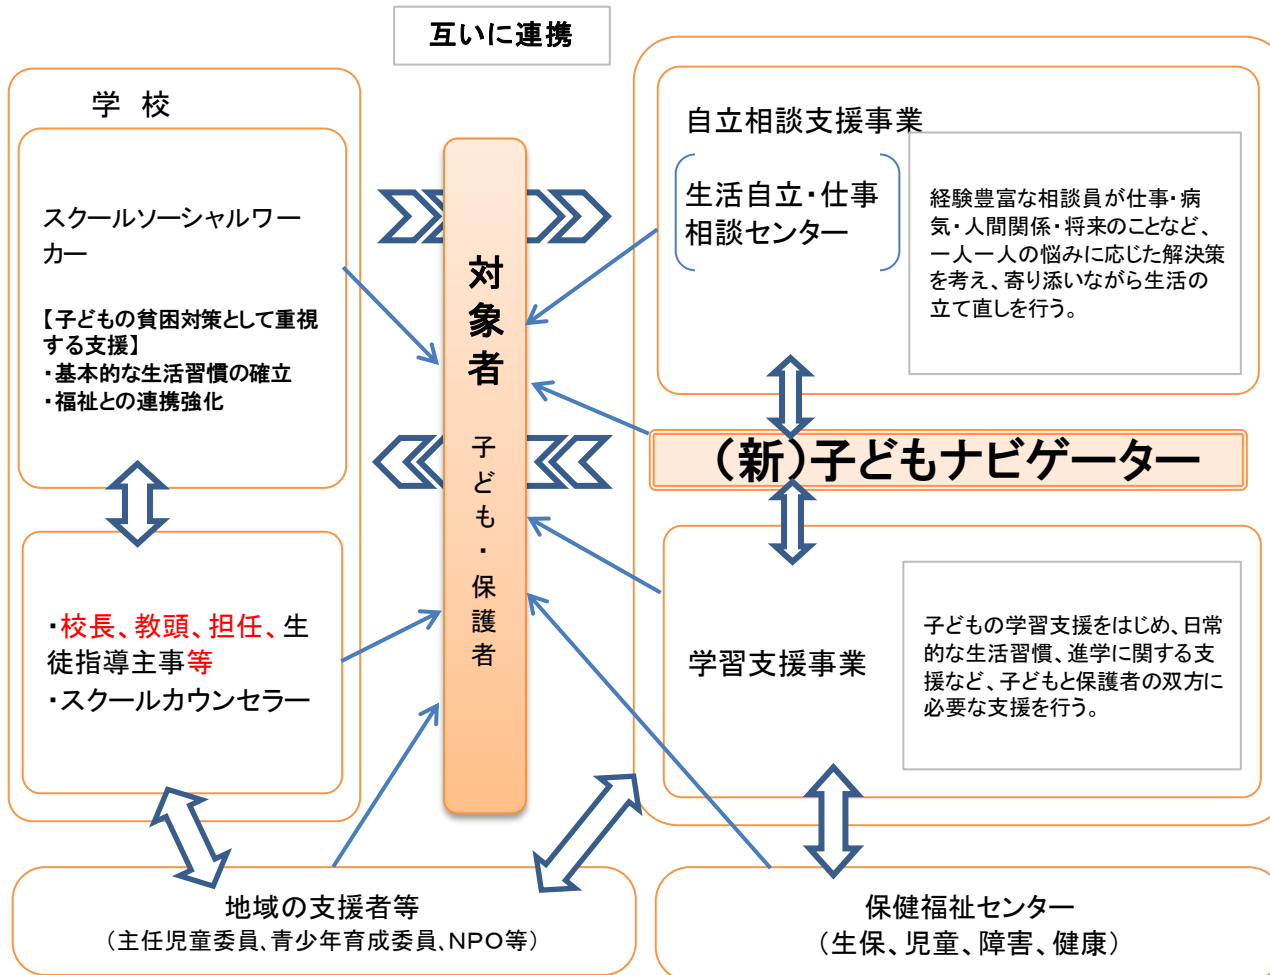 互いに連携
学 校
スクールソーシャルワー
カー
【子どもの貧困対策として重視
する支援】
・基本的な生活習慣の確立
・福祉との連携強化
・校長、教頭、担任、生
徒指導主事等
・スクールカウンセラー
対象者 子ども・保護者
自立相談支援事業
生活自立・仕事
相談センター
経験豊富な相談員が仕事・病
気・人間関係・将来のことなど、
一人一人の悩みに応じた解決策
を考え、寄り添いながら生活の
立て直しを行う。
(新)子どもナビゲーター
学習支援事業
子どもの学習支援をはじめ、日常
的な生活習慣、進学に関する支
援など、子どもと保護者の双方に
必要な支援を行う。
地域の支援者等
(主任児童委員、青少年育成委員、NPO等)
保健福祉センター
(生保、児童、障害、健康)